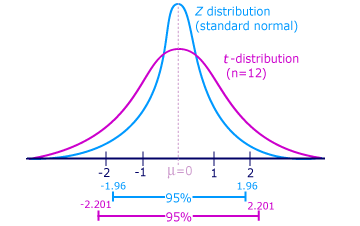 Z distribution
(standard normal)
t-distribution
(n=12)
-2 -1 μ=0 1 2
-1.96 1.96
95%
-2.201 2.201
95%